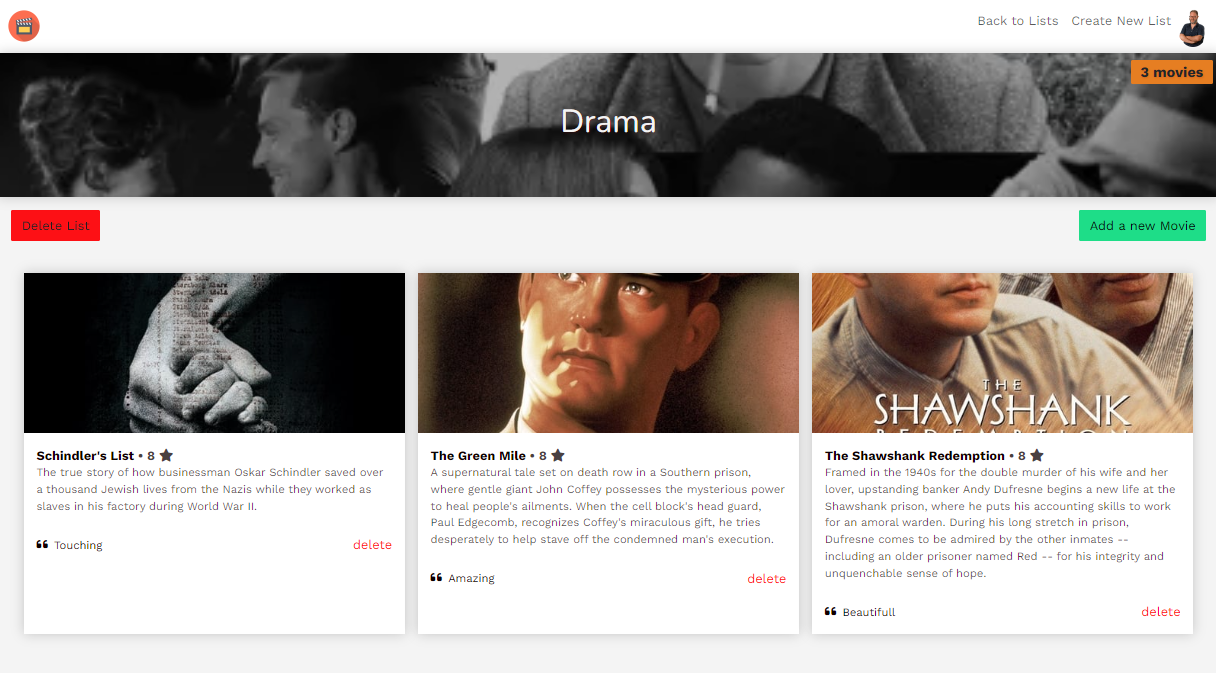 Back to Lists Create New List
3 movies
Drama
Delete List
Add a new Movie
THE
SHAWSHANK
REDEMPTION
Schindler's List • 8
The true story of how businessman Oskar Schindler saved over
a thousand Jewish lives from the Nazis while they worked as
slaves in his factory during World War II.
Touching
delete
The Green Mile • 8
A supernatural tale set on death row in a Southern prison,
where gentle giant John Coffey possesses the mysterious power
to heal people's ailments. When the cell block's head guard,
Paul Edgecomb, recognizes Coffey's miraculous gift, he tries
desperately to help stave off the condemned man's execution.
Amazing
delete
The Shawshank Redemption • 8
Framed in the 1940s for the double murder of his wife and her
lover, upstanding banker Andy Dufresne begins a new life at the
Shawshank prison, where he puts his accounting skills to work
for an amoral warden. During his long stretch in prison,
Dufresne comes to be admired by the other inmates --
including an older prisoner named Red -- for his integrity and
unquenchable sense of hope.
Beautifull
delete